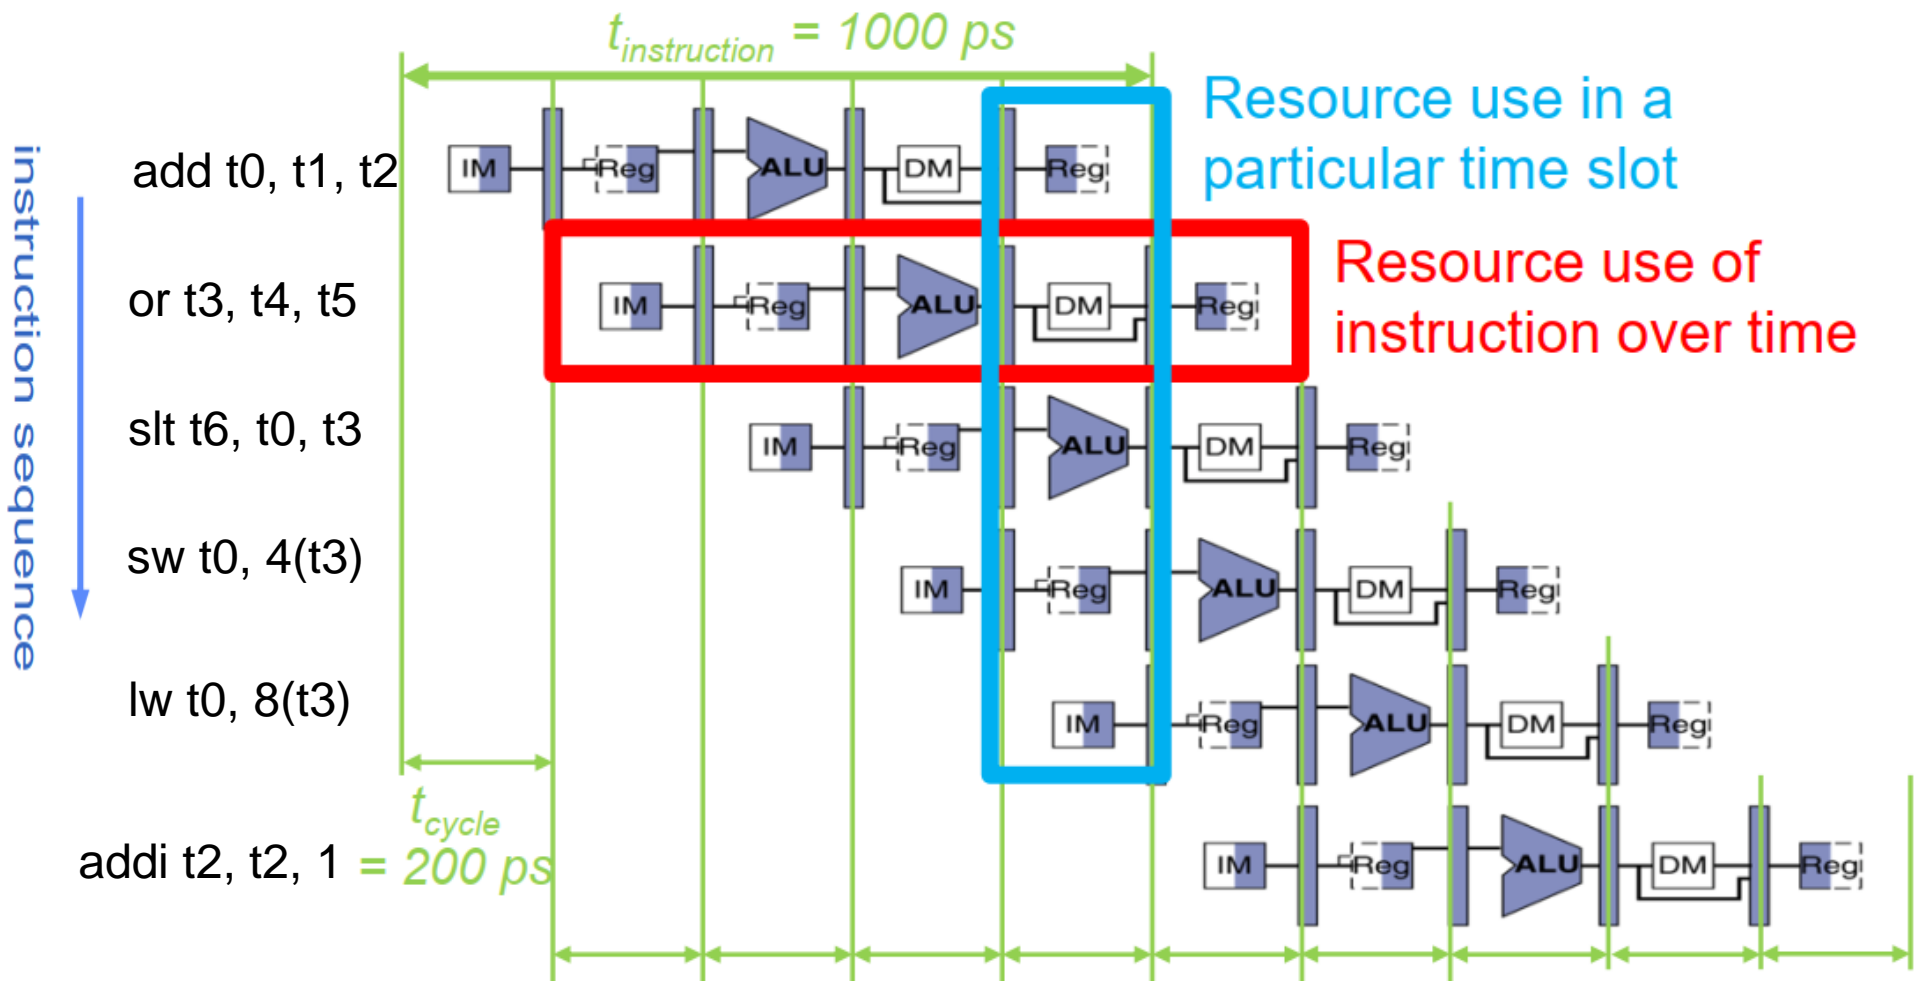 t_instruction = 1000 ps
Resource use in a
particular time slot
instruction sequence
add t0, t1, t2
IM Reg ALU DM Reg
Resource use of
instruction over time
or t3, t4, t5
IM Reg ALU DM Reg
slt t6, t0, t3
IM Reg ALU DM Reg
sw t0, 4(t3)
IM Reg ALU DM Reg
lw t0, 8(t3)
IM Reg ALU DM Reg
t_cycle
= 200 ps
addi t2, t2, 1
IM Reg ALU DM Reg